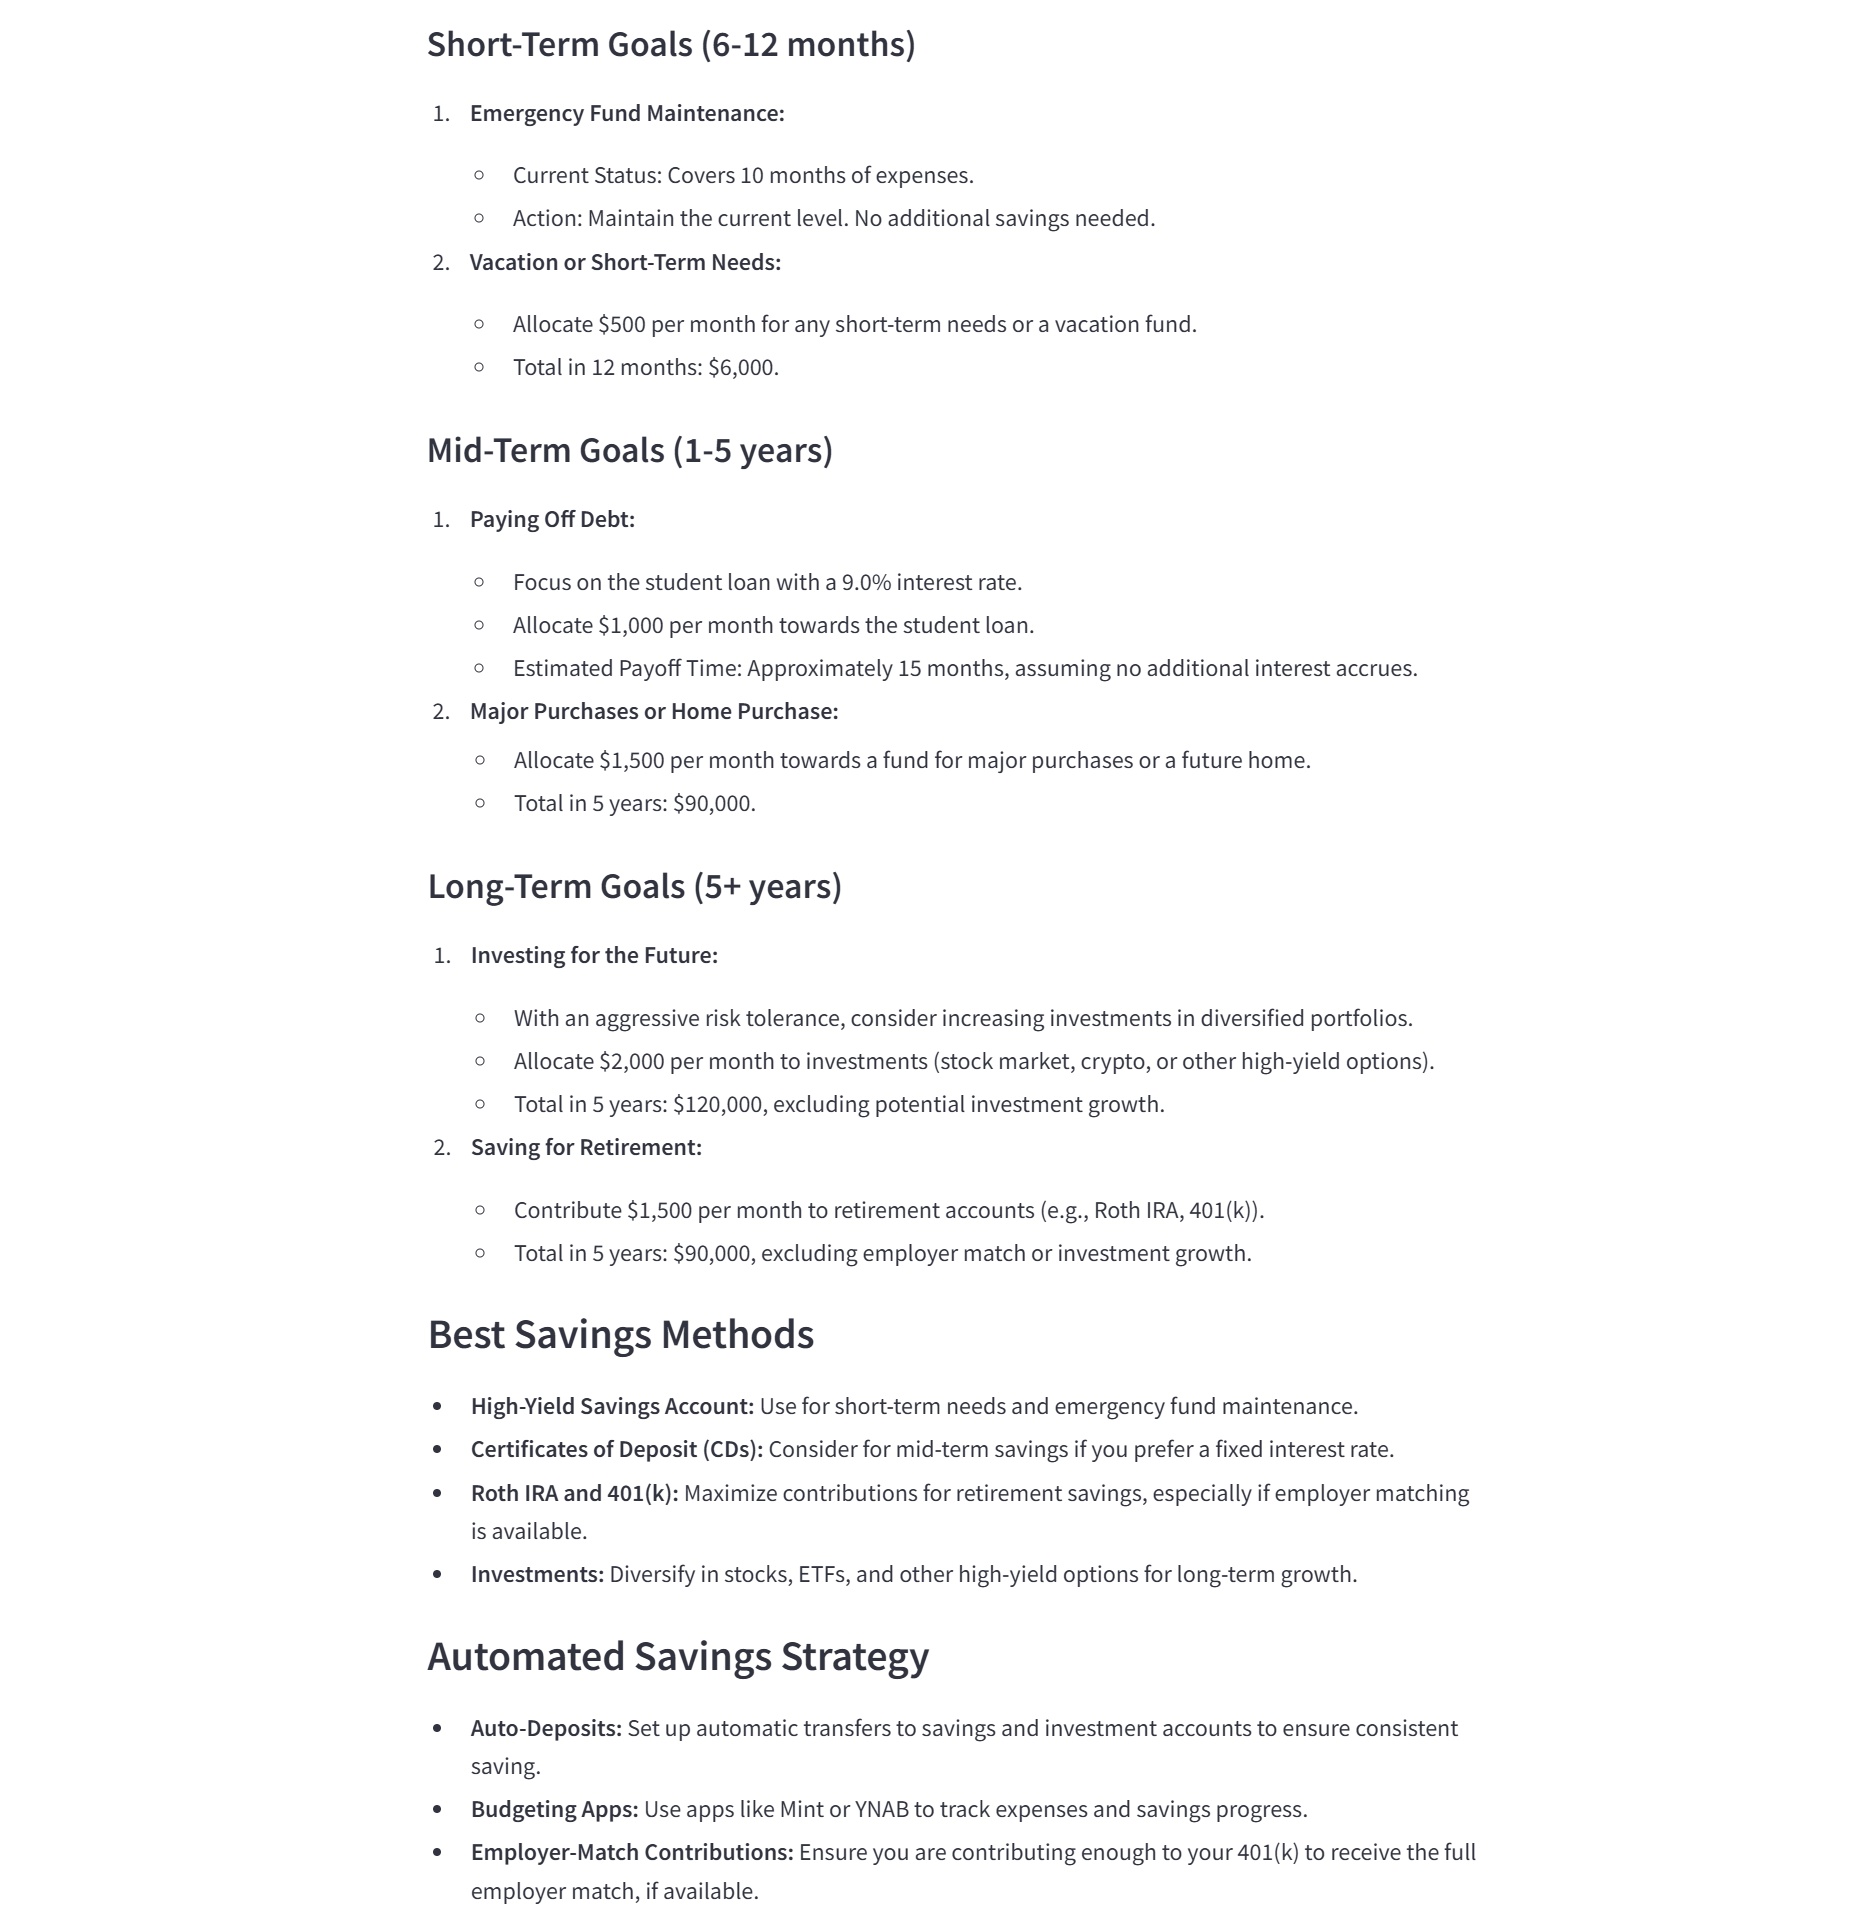 Short-Term Goals (6-12 months)
1. Emergency Fund Maintenance:
○ Current Status: Covers 10 months of expenses.
○ Action: Maintain the current level. No additional savings needed.
2. Vacation or Short-Term Needs:
○ Allocate $500 per month for any short-term needs or a vacation fund.
○ Total in 12 months: $6,000.
Mid-Term Goals (1-5 years)
1. Paying Off Debt:
○ Focus on the student loan with a 9.0% interest rate.
○ Allocate $1,000 per month towards the student loan.
○ Estimated Payoff Time: Approximately 15 months, assuming no additional interest accrues.
2. Major Purchases or Home Purchase:
○ Allocate $1,500 per month towards a fund for major purchases or a future home.
○ Total in 5 years: $90,000.
Long-Term Goals (5+ years)
1. Investing for the Future:
○ With an aggressive risk tolerance, consider increasing investments in diversified portfolios.
○ Allocate $2,000 per month to investments (stock market, crypto, or other high-yield options).
○ Total in 5 years: $120,000, excluding potential investment growth.
2. Saving for Retirement:
○ Contribute $1,500 per month to retirement accounts (e.g., Roth IRA, 401(k)).
○ Total in 5 years: $90,000, excluding employer match or investment growth.
Best Savings Methods
• High-Yield Savings Account: Use for short-term needs and emergency fund maintenance.
• Certificates of Deposit (CDs): Consider for mid-term savings if you prefer a fixed interest rate.
• Roth IRA and 401(k): Maximize contributions for retirement savings, especially if employer matching
is available.
• Investments: Diversify in stocks, ETFs, and other high-yield options for long-term growth.
Automated Savings Strategy
• Auto-Deposits: Set up automatic transfers to savings and investment accounts to ensure consistent
saving.
• Budgeting Apps: Use apps like Mint or YNAB to track expenses and savings progress.
• Employer-Match Contributions: Ensure you are contributing enough to your 401(k) to receive the full
employer match, if available.